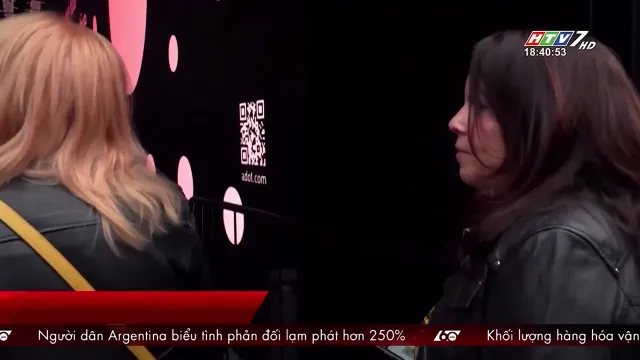 HTV7 HD
18:40:53
adot.com
Người dân Argentina biểu tình phản đối lạm phát hơn 250%
60 Khối lượng hàng hóa vận